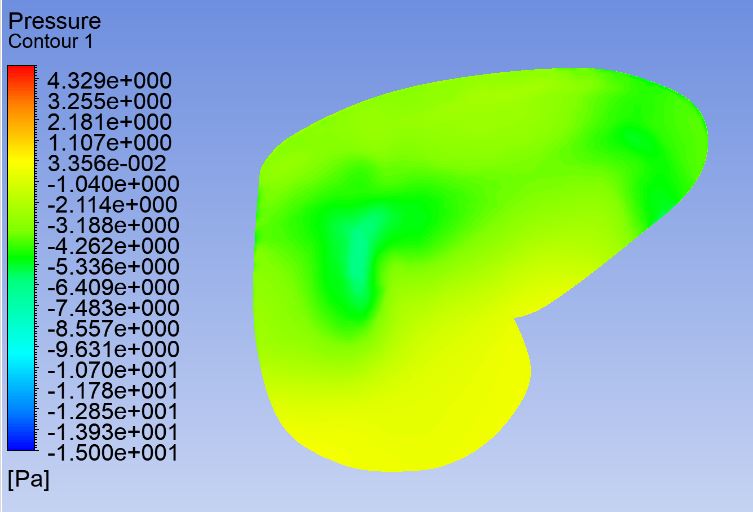 Pressure
Contour 1
4.329e+000
3.255e+000
2.181e+000
1.107e+000
3.356e-002
-1.040e+000
-2.114e+000
-3.188e+000
-4.262e+000
-5.336e+000
-6.409e+000
-7.483e+000
-8.557e+000
-9.631e+000
-1.070e+001
-1.178e+001
-1.285e+001
-1.393e+001
-1.500e+001
[Pa]